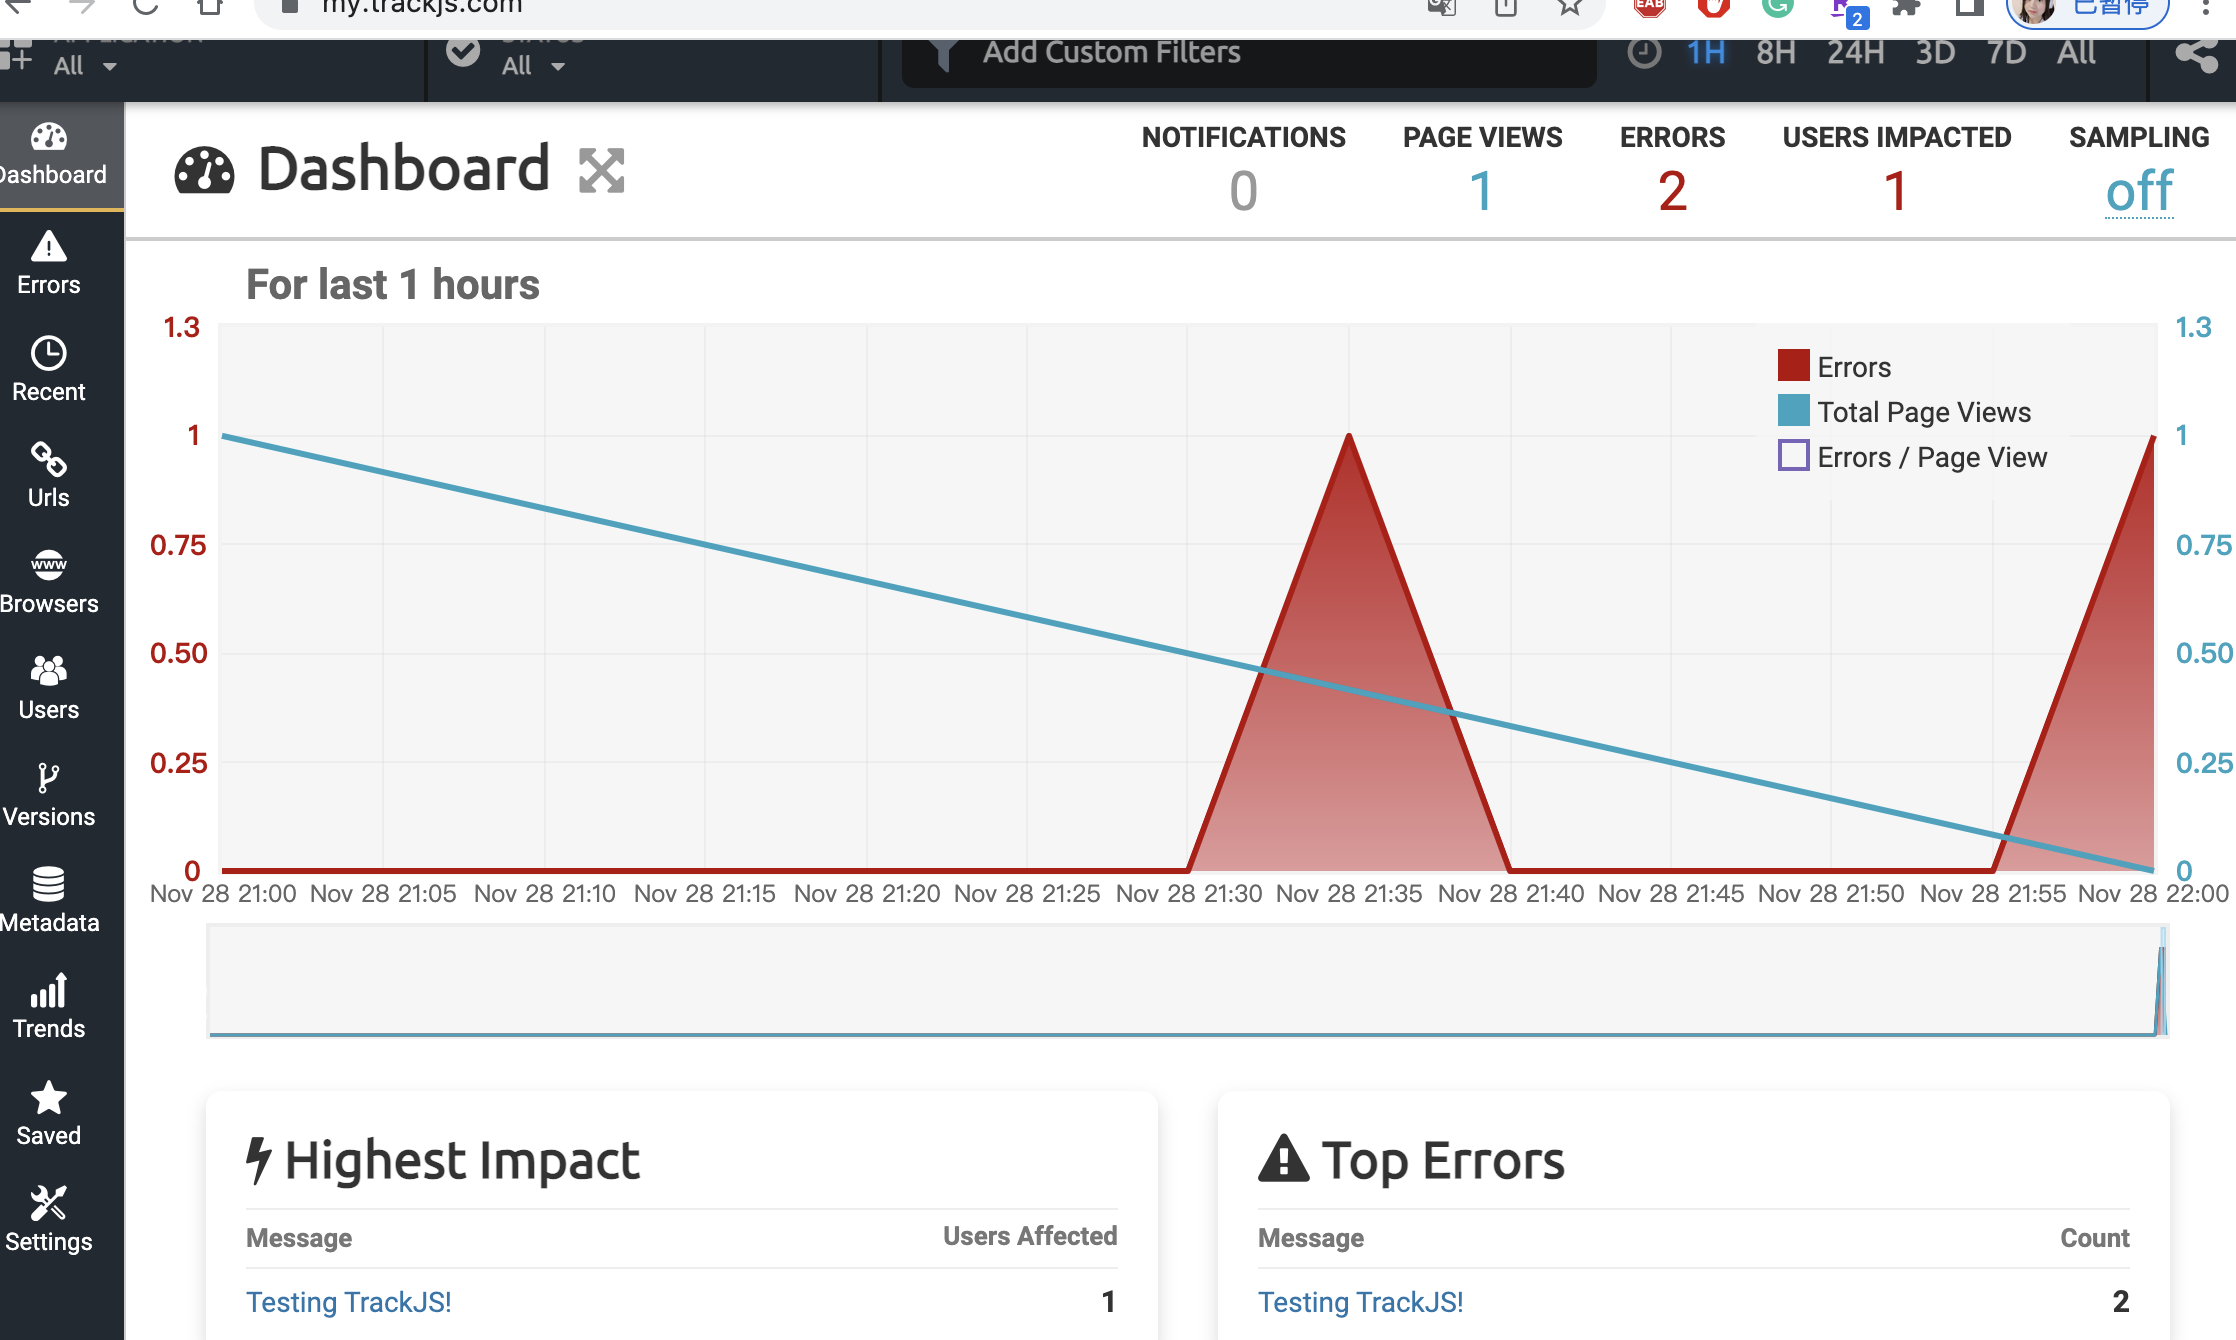 my.trackjs.com
EAB
2
已暂停
All
All
Add Custom Filters
1H 8H 24H 3D 7D All
Dashboard
Errors
Recent
Urls
www
Browsers
Users
Versions
Metadata
Trends
Saved
Settings
Dashboard
NOTIFICATIONS
0
PAGE VIEWS
1
ERRORS
2
USERS IMPACTED
1
SAMPLING
off
For last 1 hours
1.3
1
0.75
0.50
0.25
0
1.3
1
0.75
0.50
0.25
0
Errors
Total Page Views
Errors / Page View
Nov 28 21:00 Nov 28 21:05 Nov 28 21:10 Nov 28 21:15 Nov 28 21:20 Nov 28 21:25 Nov 28 21:30 Nov 28 21:35 Nov 28 21:40 Nov 28 21:45 Nov 28 21:50 Nov 28 21:55 Nov 28 22:00
Highest Impact
Message Users Affected
Testing TrackJS! 1
Top Errors
Message Count
Testing TrackJS! 2